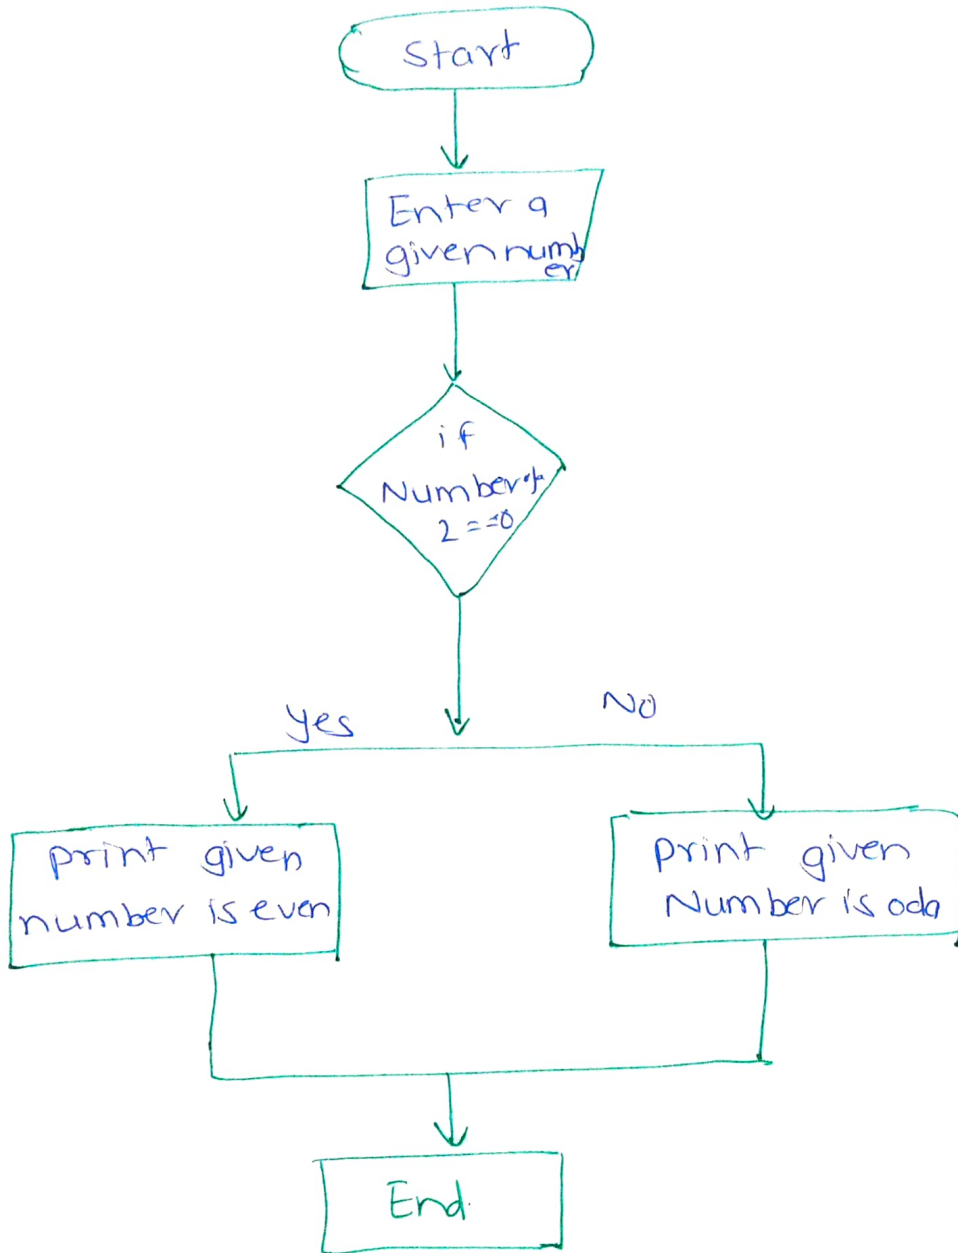 Start
Enter a
given numb
er
if
Number%
2 = = 0
yes
No
print given
number is even
print given
Number is odd
End.